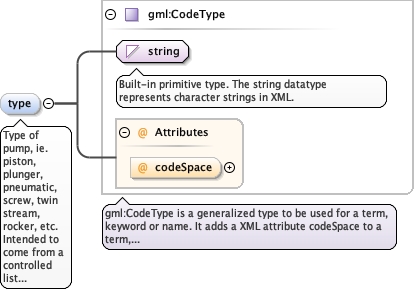 gml:CodeType
string
Built-in primitive type. The string datatype
represents character strings in XML.
type
Type of
pump, ie.
piston,
plunger,
pneumatic,
screw, twin
stream,
rocker, etc.
Intended to
come from a
controlled
list...
@ Attributes
@ codeSpace
gml:CodeType is a generalized type to be used for a term,
keyword or name. It adds a XML attribute codeSpace to a
term,...